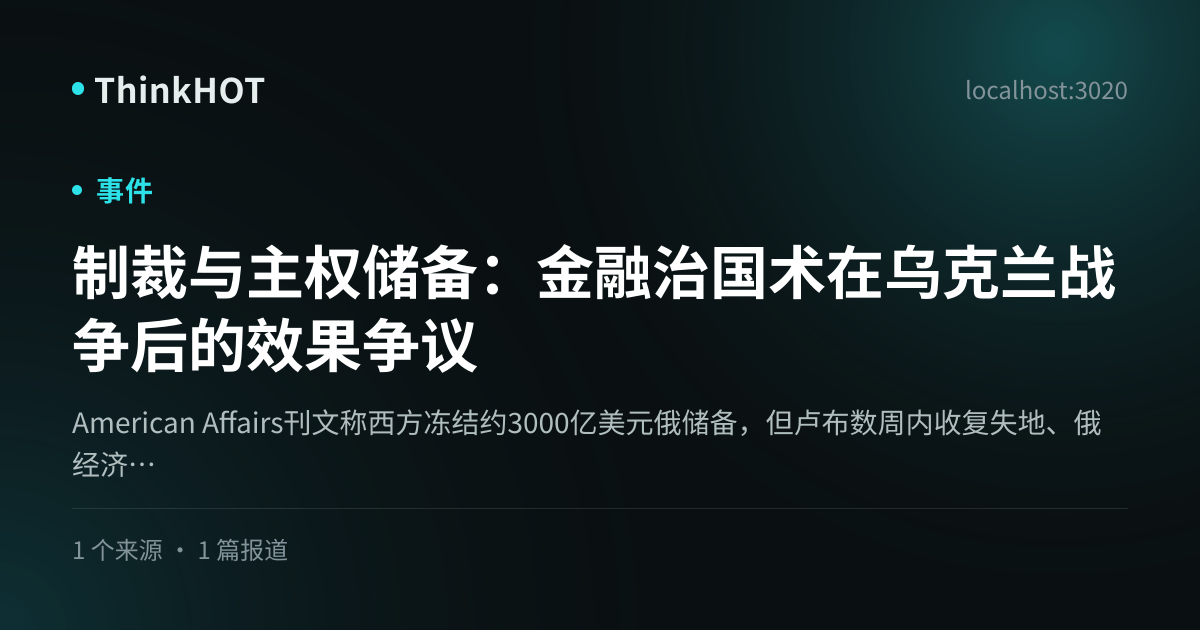 ThinkHOT
localhost:3020
事件
制裁与主权储备：金融治国术在乌克兰战
争后的效果争议
American Affairs刊文称西方冻结约3000亿美元俄储备，但卢布数周内收复失地、俄
经济…
1 个来源 · 1 篇报道